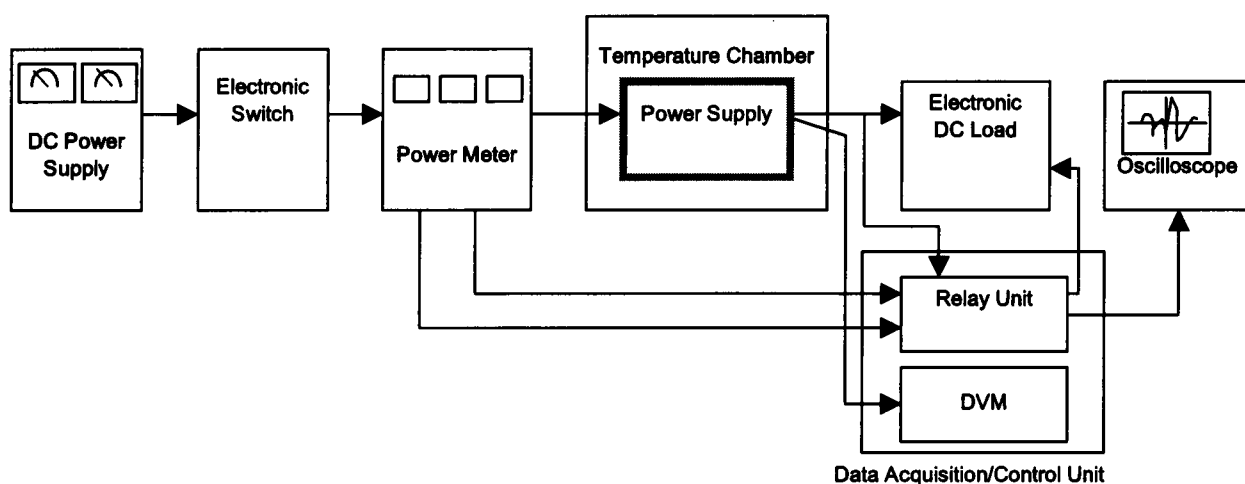 DC Power
Supply
Electronic
Switch
Power Meter
Temperature Chamber
Power Supply
Electronic
DC Load
Oscilloscope
Relay Unit
DVM
Data Acquisition/Control Unit